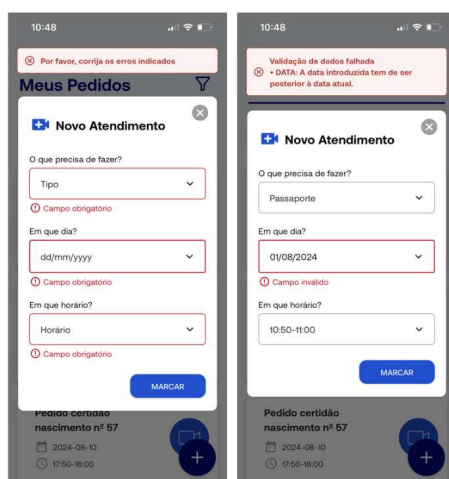 10:48
Por favor, corrija os erros indicados
Meus Pedidos
Novo Atendimento
O que precisa de fazer?
Tipo
Campo obrigatório
Em que dia?
dd/mm/yyyy
Campo obrigatório
Em que horário?
Horário
Campo obrigatório
MARCAR
Pedido certidão
nascimento nº 57
2024-08-10
17:50-18:00
10:48
Validação de dados falhada
• DATA: A data introduzida tem de ser
posterior à data atual.
Novo Atendimento
O que precisa de fazer?
Passaporte
Em que dia?
01/08/2024
Campo inválido
Em que horário?
10:50-11:00
MARCAR
Pedido certidão
nascimento nº 57
2024-08-10
17:50-18:00